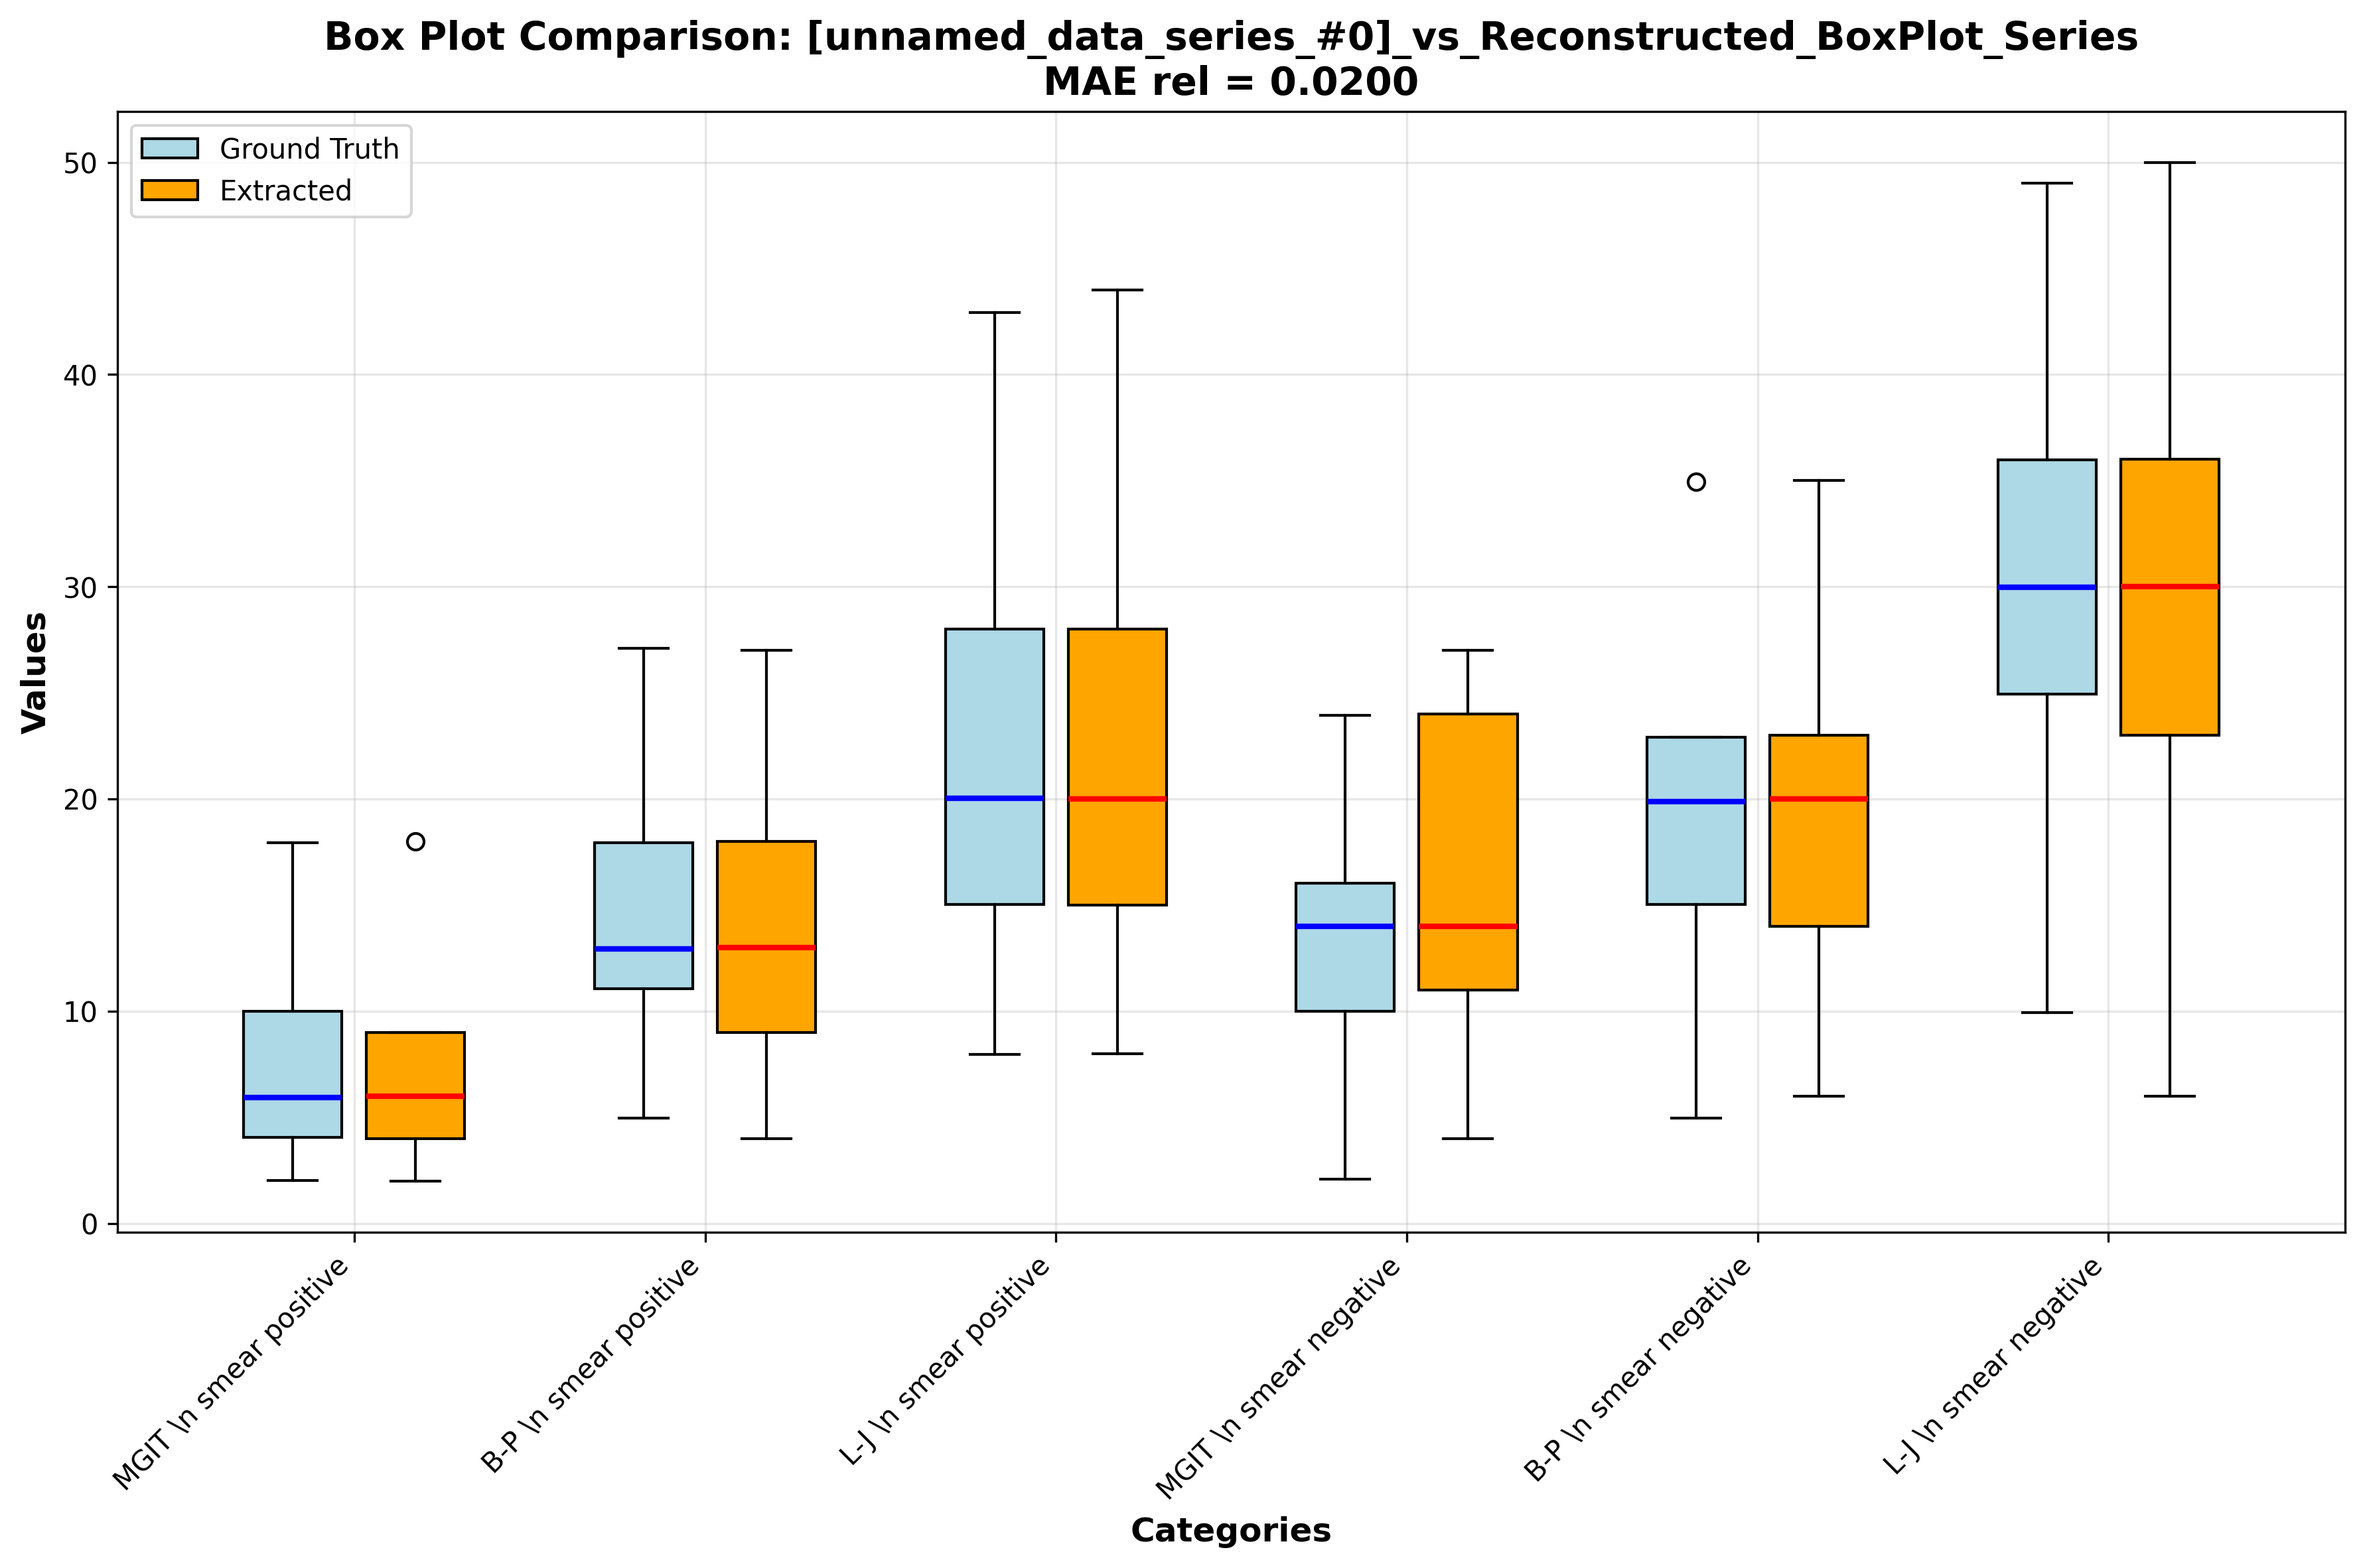 Box Plot Comparison: [unnamed_data_series_#0]_vs_Reconstructed_BoxPlot_Series
MAE rel = 0.0200
Ground Truth
Extracted
Values
50
40
30
20
10
0
MGIT \\n smear positive
B-P \\n smear positive
L-J \\n smear positive
MGIT \\n smear negative
B-P \\n smear negative
L-J \\n smear negative
Categories